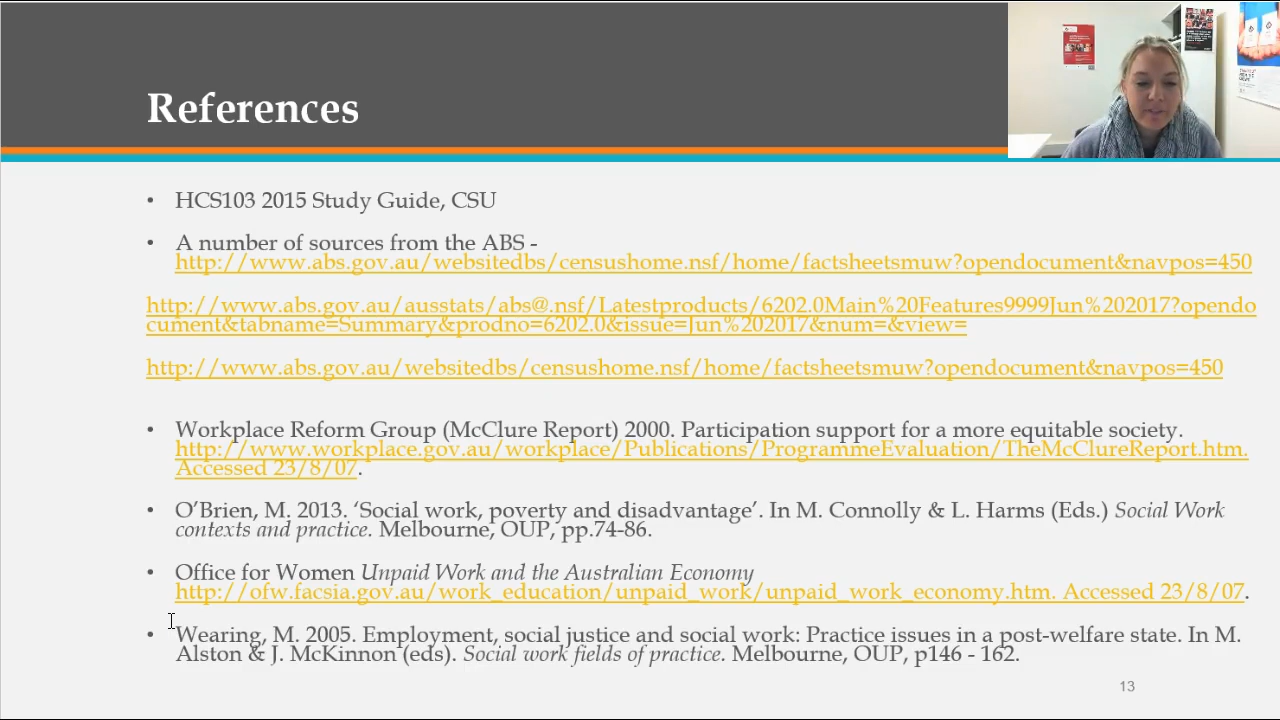 References
• HCS103 2015 Study Guide, CSU
• A number of sources from the ABS -
http://www.abs.gov.au/websitedbs/censushome.nsf/home/factsheetsmuw?opendocument&navpos=450
http://www.abs.gov.au/ausstats/abs@.nsf/Latestproducts/6202.0Main%20Features9999Jun%202017?opendo
cument&tabname=Summary&prodno=6202.0&issue=Jun%202017&num=&view=
http://www.abs.gov.au/websitedbs/censushome.nsf/home/factsheetsmuw?opendocument&navpos=450
• Workplace Reform Group (McClure Report) 2000. Participation support for a more equitable society.
http://www.workplace.gov.au/workplace/Publications/ProgrammeEvaluation/TheMcClureReport.htm.
Accessed 23/8/07.
• O’Brien, M. 2013. ‘Social work, poverty and disadvantage’. In M. Connolly & L. Harms (Eds.) Social Work
contexts and practice. Melbourne, OUP, pp.74-86.
• Office for Women Unpaid Work and the Australian Economy
http://ofw.facsia.gov.au/work_education/unpaid_work/unpaid_work_economy.htm. Accessed 23/8/07.
• Wearing, M. 2005. Employment, social justice and social work: Practice issues in a post-welfare state. In M.
Alston & J. McKinnon (eds). Social work fields of practice. Melbourne, OUP, p146 - 162.
13